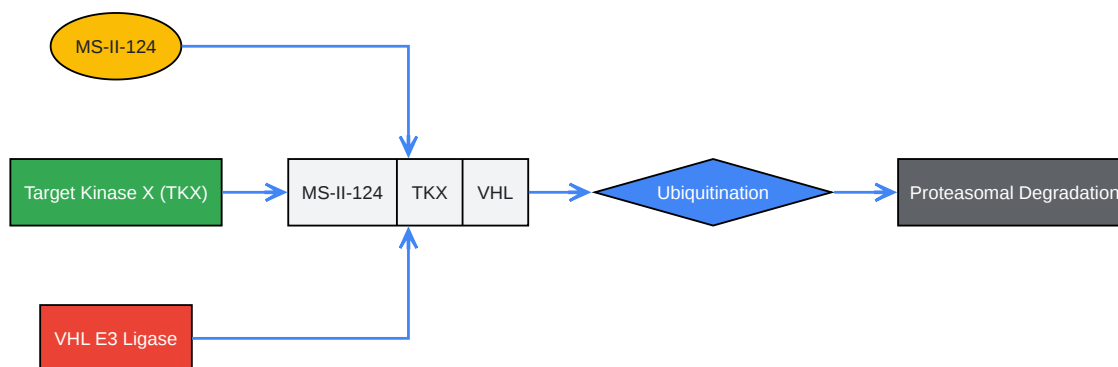 MS-II-124
Target Kinase X (TKX)
MS-II-124 TKX VHL
Ubiquitination
Proteasomal Degradation
VHL E3 Ligase